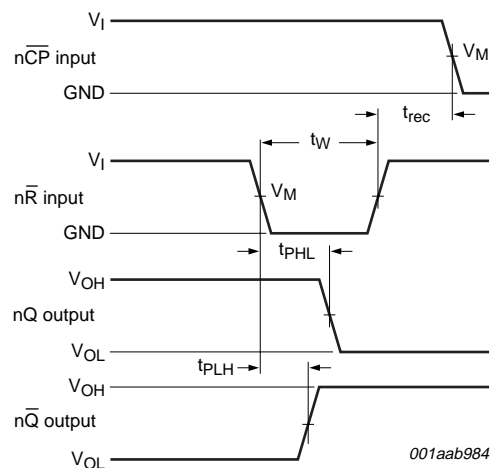 V_I
nC̅P̅ input
V_M
GND
t_rec
t_W
V_I
nR̅ input
V_M
GND
t_PHL
V_OH
nQ output
V_OL
t_PLH
V_OH
nQ̅ output
V_OL
001aab984